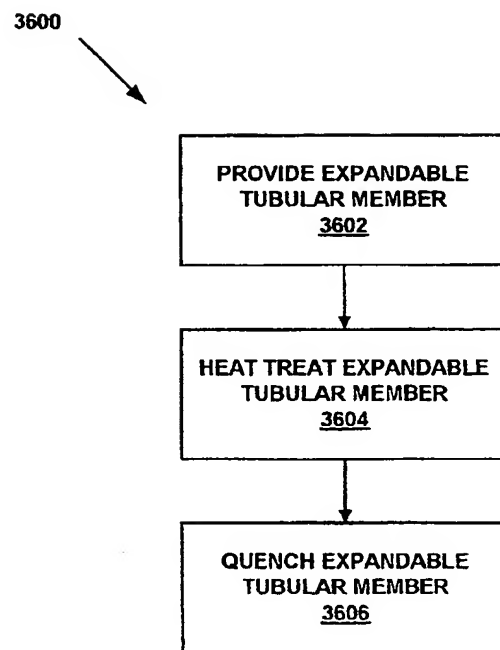 3600
PROVIDE EXPANDABLE
TUBULAR MEMBER
3602
HEAT TREAT EXPANDABLE
TUBULAR MEMBER
3604
QUENCH EXPANDABLE
TUBULAR MEMBER
3606